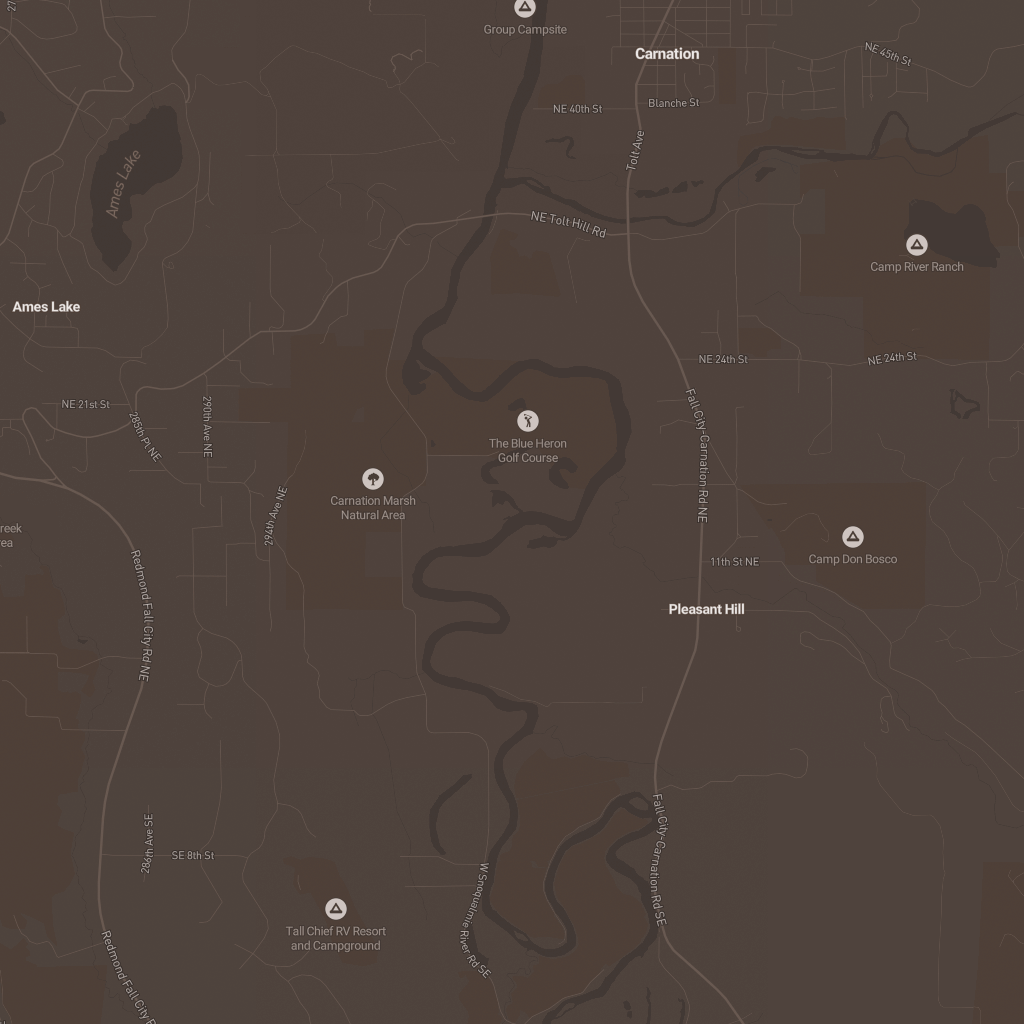 27
Group Campsite
Carnation
NE 45th St
NE 40th St
Blanche St
Tolt Ave
Ames Lake
NE Tolt Hill Rd
Camp River Ranch
Ames Lake
NE 24th St
NE 24th St
NE 21st St
290th Ave NE
285th Pl NE
Fall City-Carnation Rd NE
The Blue Heron
Golf Course
Carnation Marsh
Natural Area
294th Ave NE
reek
ea
Camp Don Bosco
11th St NE
Redmond Fall City Rd NE
Pleasant Hill
286th Ave SE
SE 8th St
Fall City-Carnation Rd SE
W Snoqualmie River Rd SE
Tall Chief RV Resort
and Campground
Redmond Fall City